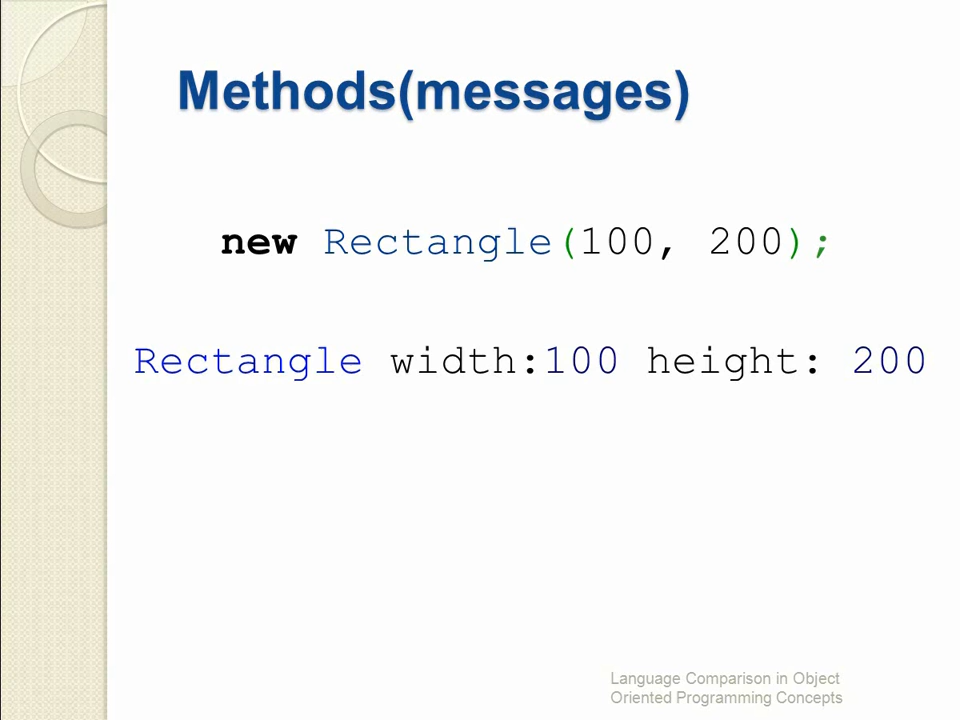 Methods(messages)
new Rectangle(100, 200);
Rectangle width:100 height: 200
Language Comparison in Object
Oriented Programming Concepts